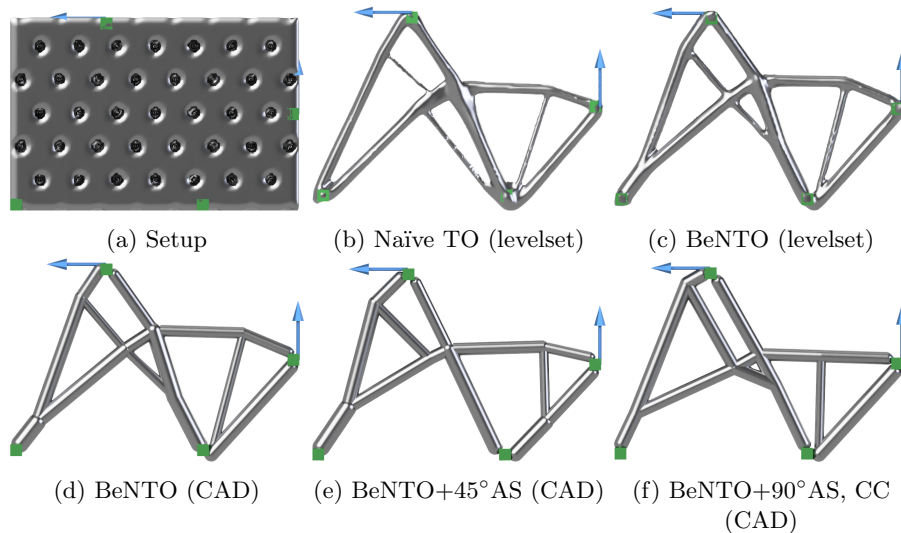 (a) Setup
(b) Naïve TO (levelset)
(c) BeNTO (levelset)
(d) BeNTO (CAD)
(e) BeNTO+45°AS (CAD)
(f) BeNTO+90°AS, CC
(CAD)